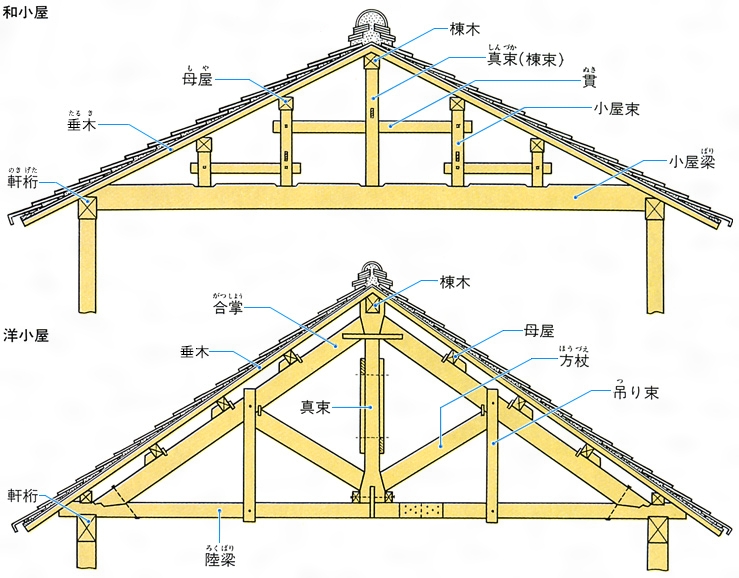 和小屋
棟木
しんづか
真束(棟束)
も や
母屋
ぬき
貫
たる き
垂木
小屋束
ばり
小屋梁
のき げた
軒桁
洋小屋
棟木
がっしょう
合掌
母屋
垂木
ほうづえ
方杖
つ
吊り束
真束
軒桁
ろくばり
陸梁